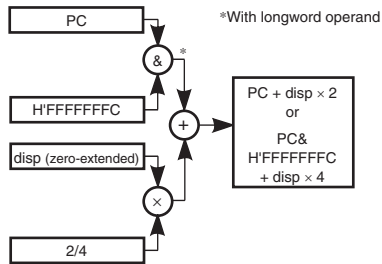 PC
*With longword operand
&
*
H'FFFFFFFC
+
PC + disp × 2
or
PC&
H'FFFFFFFC
+ disp × 4
disp (zero-extended)
×
2/4